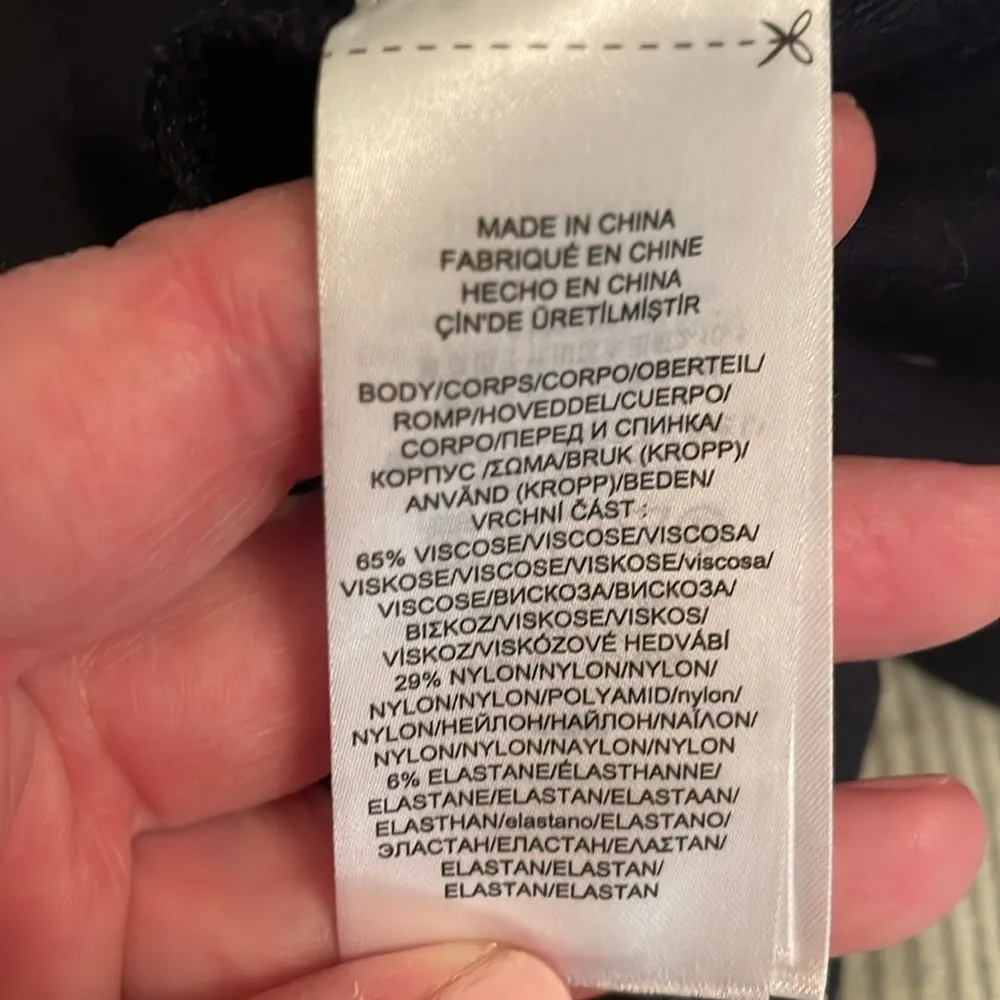 MADE IN CHINA
FABRIQUÉ EN CHINE
HECHO EN CHINA
ÇİN'DE ÜRETİLMİŞTİR
BODY/CORPS/CORPO/OBERTEIL/
ROMP/HOVEDDEL/CUERPO/
CORPO/ПЕРЕД И СПИНКА/
КОРПУС /ΣΩΜΑ/BRUK (KROPP)/
ANVÄND (KROPP)/BEDEN/
VRCHNÍ ČÁST :
65% VISCOSE/VISCOSE/VISCOSA/
VISKOSE/VISCOSE/VISKOSE/viscosa/
VISCOSE/ВИСКОЗА/ВИСКОЗА/
ΒΙΣΚΟΖ/VISKOSE/VISKOS/
VİSKOZ/VISKÓZOVÉ HEDVÁBÍ
29% NYLON/NYLON/NYLON/
NYLON/NYLON/POLYAMID/nylon/
NYLON/НЕЙЛОН/НАЙЛОН/ΝΑΪΛΟΝ/
NYLON/NYLON/NAYLON/NYLON
6% ELASTANE/ÉLASTHANNE/
ELASTANE/ELASTAN/ELASTAAN/
ELASTHAN/elastano/ELASTANO/
ЭЛАСТАН/ЕЛАСТАН/ΕΛΑΣΤΑΝ/
ELASTAN/ELASTAN/
ELASTAN/ELASTAN